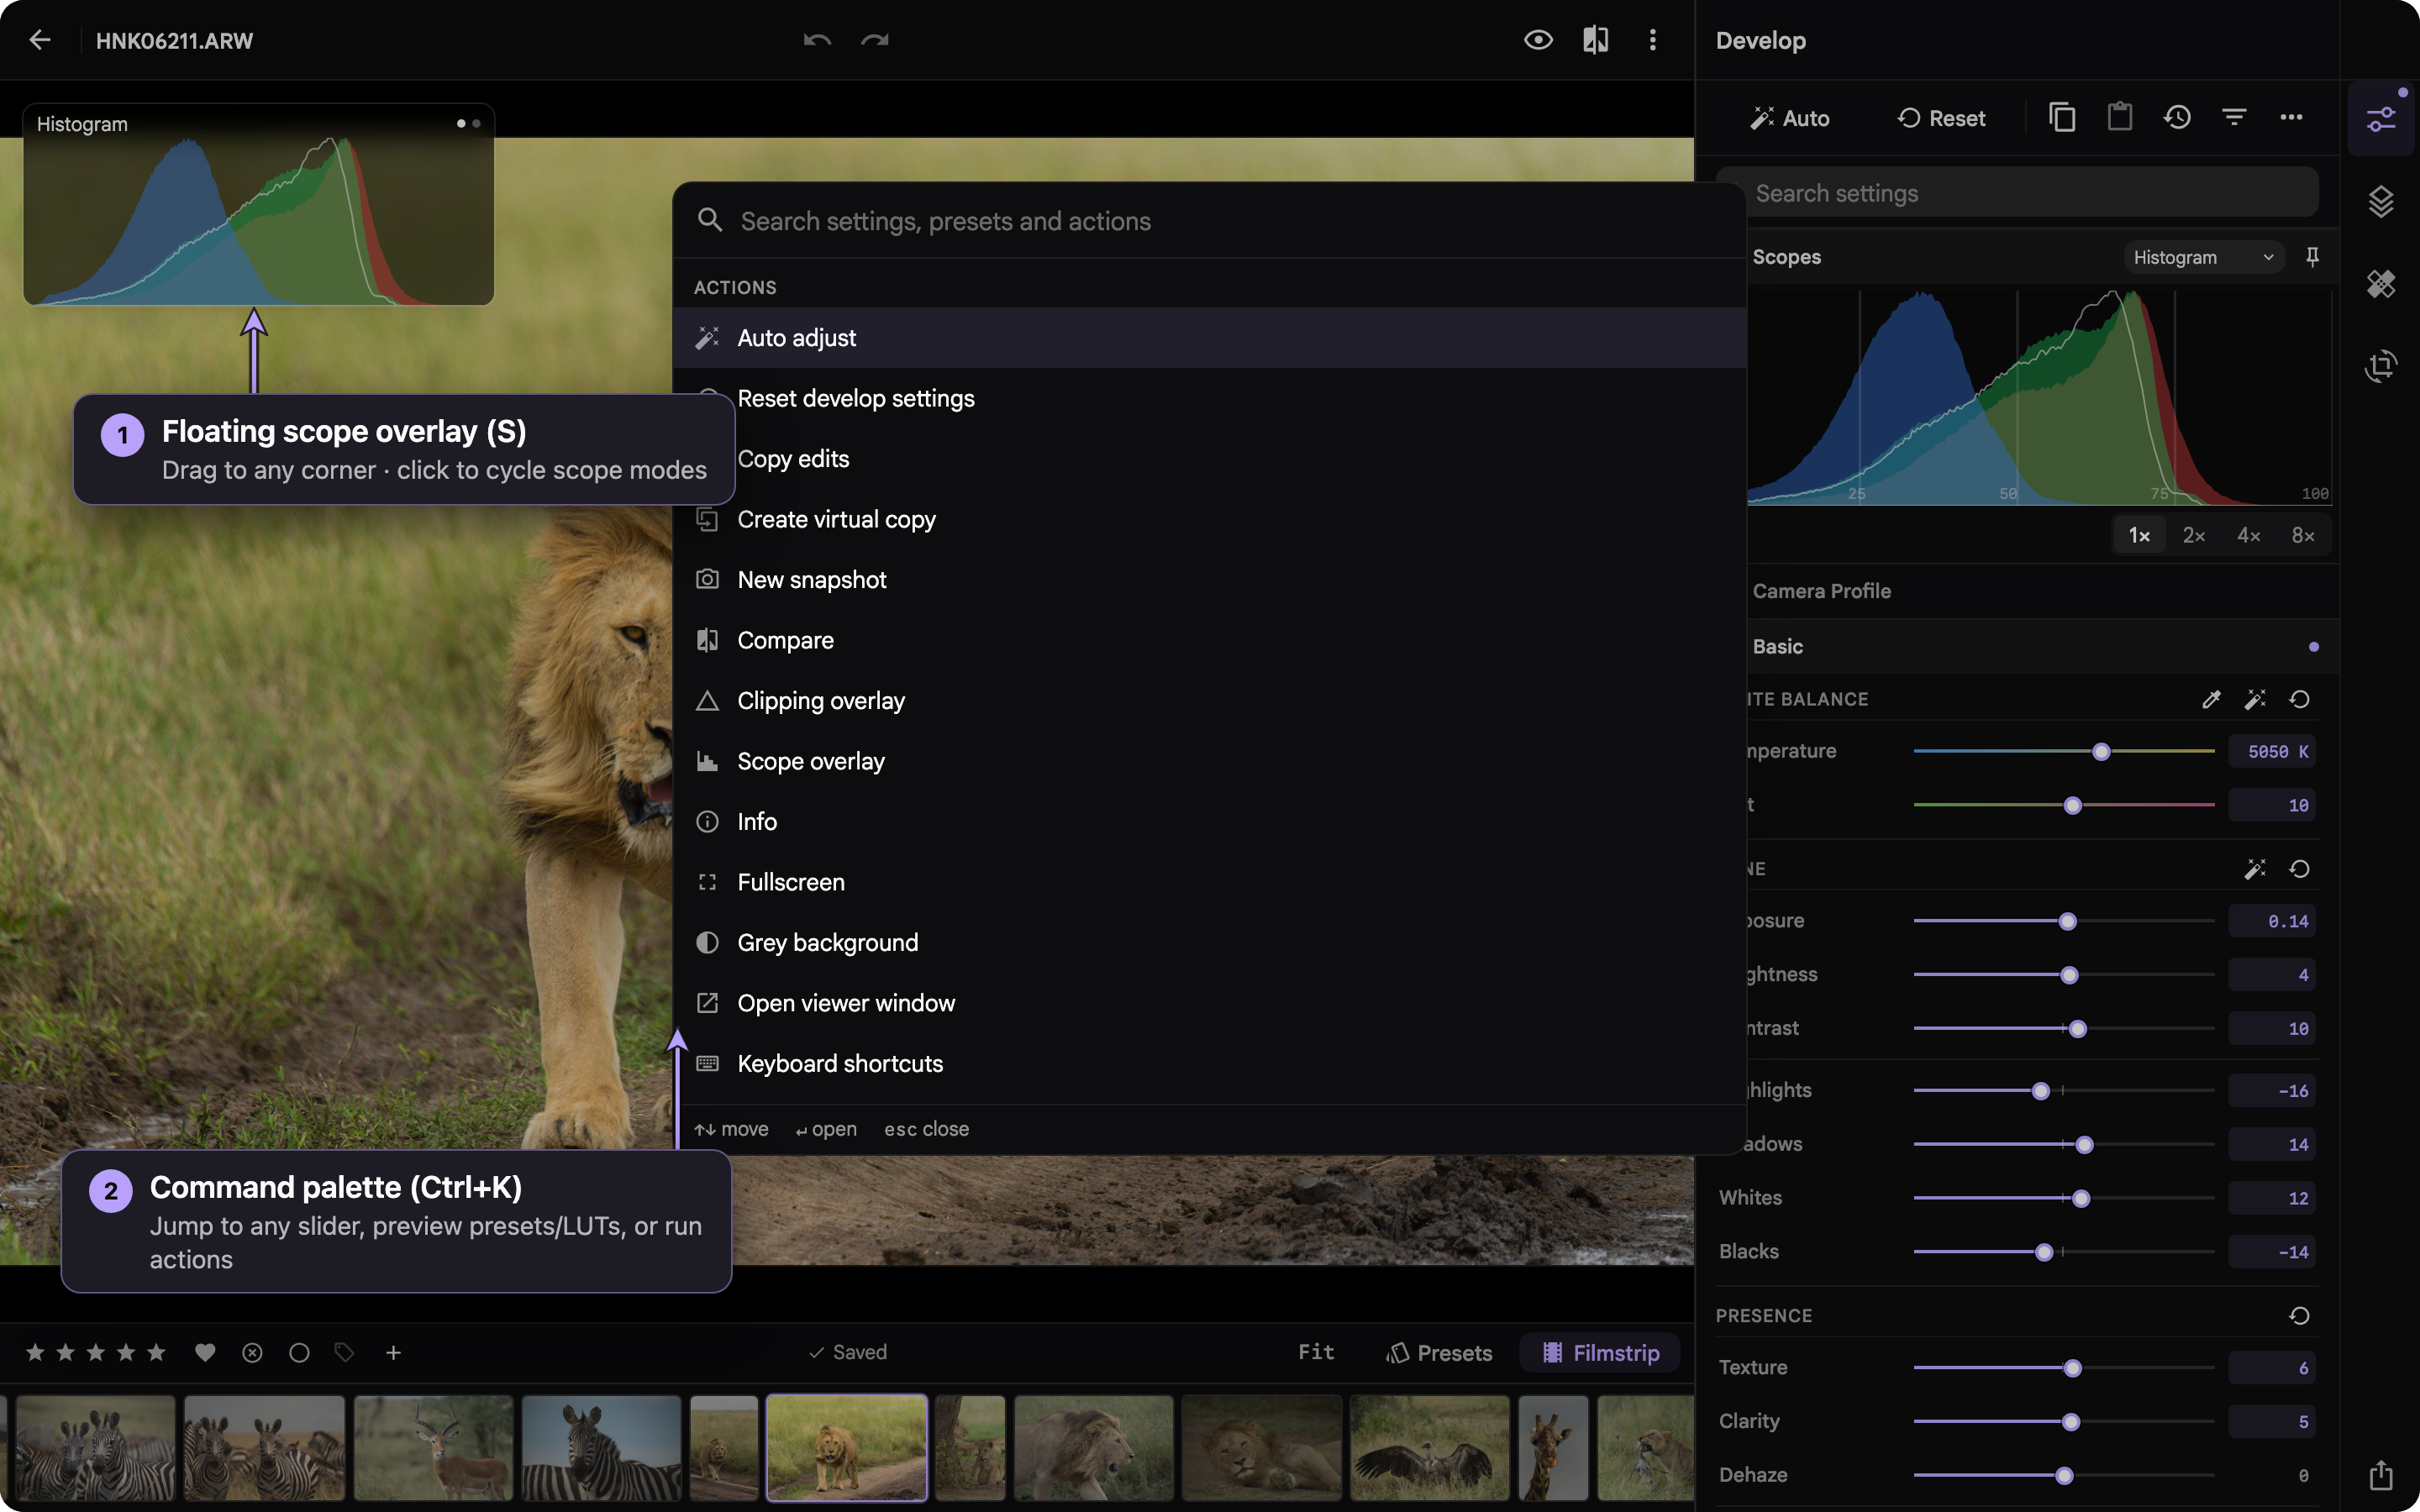 HNK06211.ARW
Develop
Histogram
Auto
Reset
Search settings
Search settings, presets and actions
Scopes
Histogram
ACTIONS
Auto adjust
Reset develop settings
1
Floating scope overlay (S)
Drag to any corner · click to cycle scope modes
Copy edits
Create virtual copy
New snapshot
Compare
Clipping overlay
Scope overlay
Info
Fullscreen
Grey background
Open viewer window
Keyboard shortcuts
↑↓ move ↵ open esc close
2
Command palette (Ctrl+K)
Jump to any slider, preview presets/LUTs, or run
actions
25 50 75 100
1× 2× 4× 8×
Camera Profile
Basic
ITE BALANCE
mperature 5050 K
t 10
NE
posure 0.14
ghtness 4
ntrast 10
hlights -16
adows 14
Whites 12
Blacks -14
PRESENCE
Texture 6
Clarity 5
Dehaze 0
Saved
Fit
Presets
Filmstrip